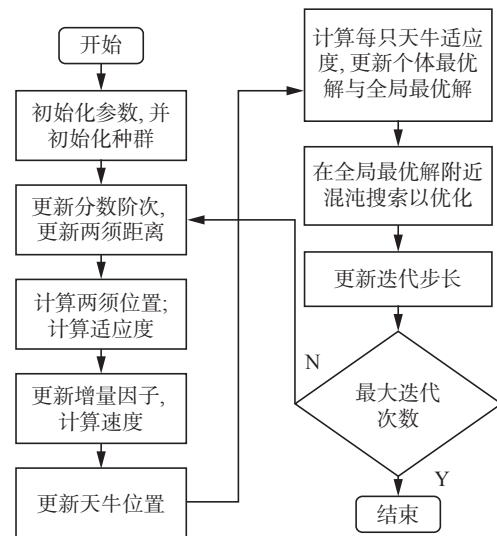 开始
初始化参数, 并
初始化种群
更新分数阶次,
更新两须距离
计算两须位置;
计算适应度
更新增量因子,
计算速度
更新天牛位置
计算每只天牛适应
度, 更新个体最优
解与全局最优解
在全局最优解附近
混沌搜索以优化
更新迭代步长
N
最大迭代
次数
Y
结束